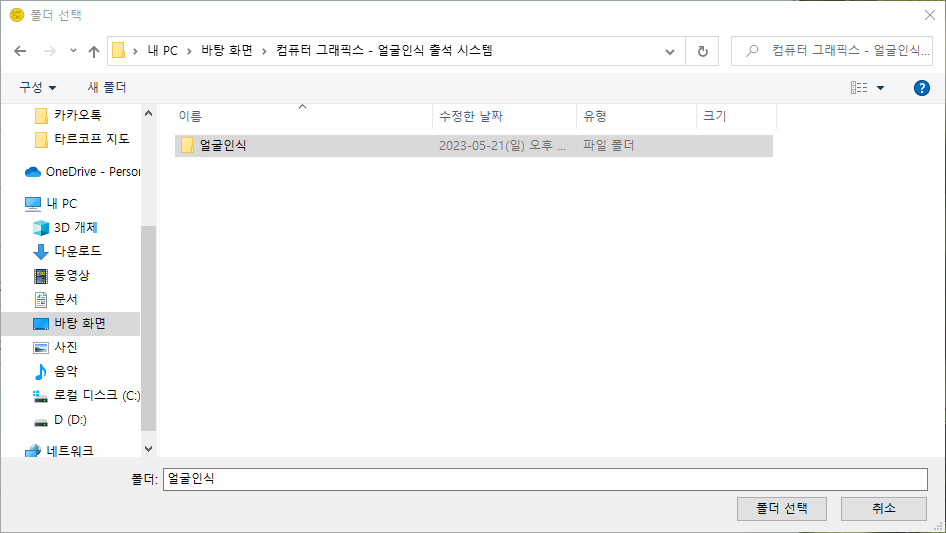 폴더 선택
내 PC > 바탕 화면 > 컴퓨터 그래픽스 - 얼굴인식 출석 시스템
컴퓨터 그래픽스 - 얼굴인식...
구성
새 폴더
카카오톡
타르코프 지도
OneDrive - Person
내 PC
3D 개체
다운로드
동영상
문서
바탕 화면
사진
음악
로컬 디스크 (C:)
D (D:)
네트워크
이름 수정한 날짜 유형 크기
얼굴인식 2023-05-21(일) 오후 ... 파일 폴더
폴더: 얼굴인식
폴더 선택 취소